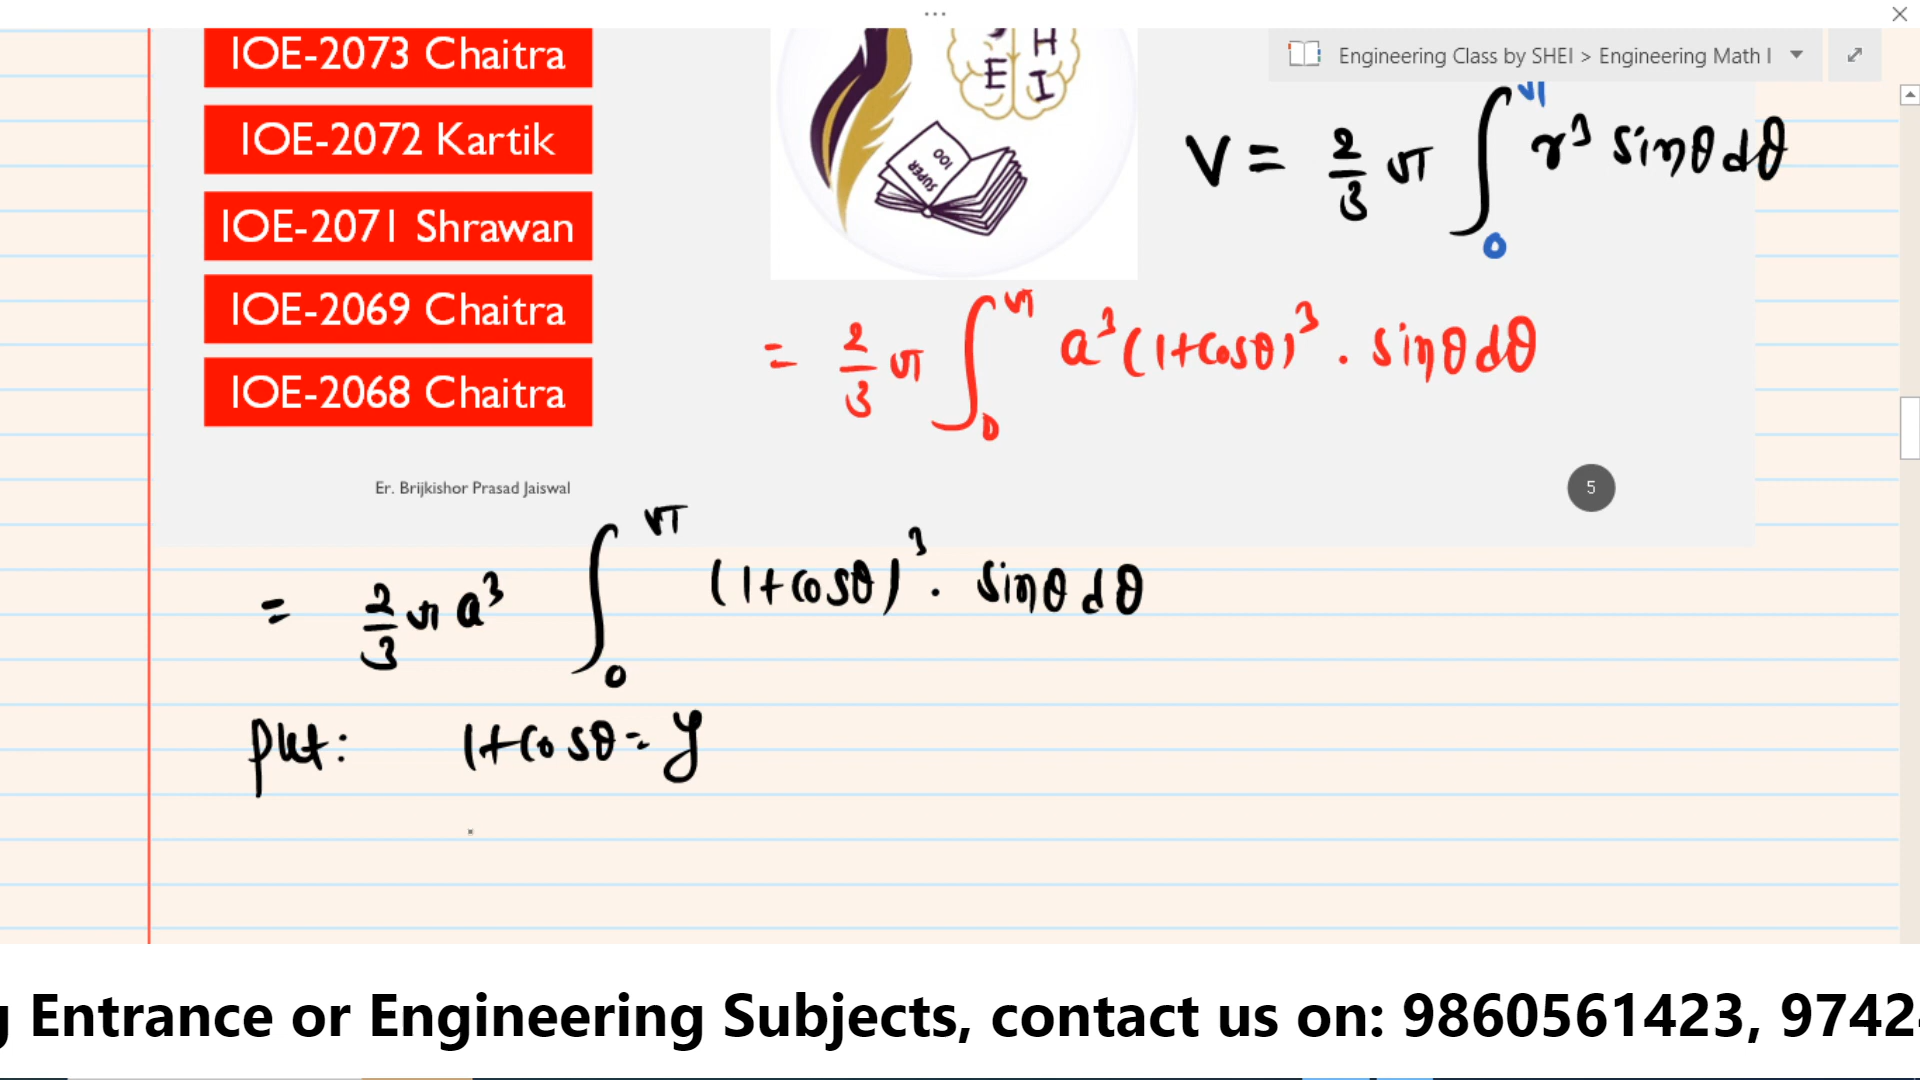 IOE-2073 Chaitra
IOE-2072 Kartik
IOE-2071 Shrawan
IOE-2069 Chaitra
IOE-2068 Chaitra
H
E I
SUPER 100
Engineering Class by SHEI > Engineering Math I
V = 2/3 π ∫₀^π r³ sinθ dθ
= 2/3 π ∫₀^π a³(1+cosθ)³ . sinθ dθ
Er. Brijkishor Prasad Jaiswal
5
= 2/3 π a³ ∫₀^π (1+cosθ)³ . sinθ dθ
put: 1+cosθ = y
Entrance or Engineering Subjects, contact us on: 9860561423, 9742